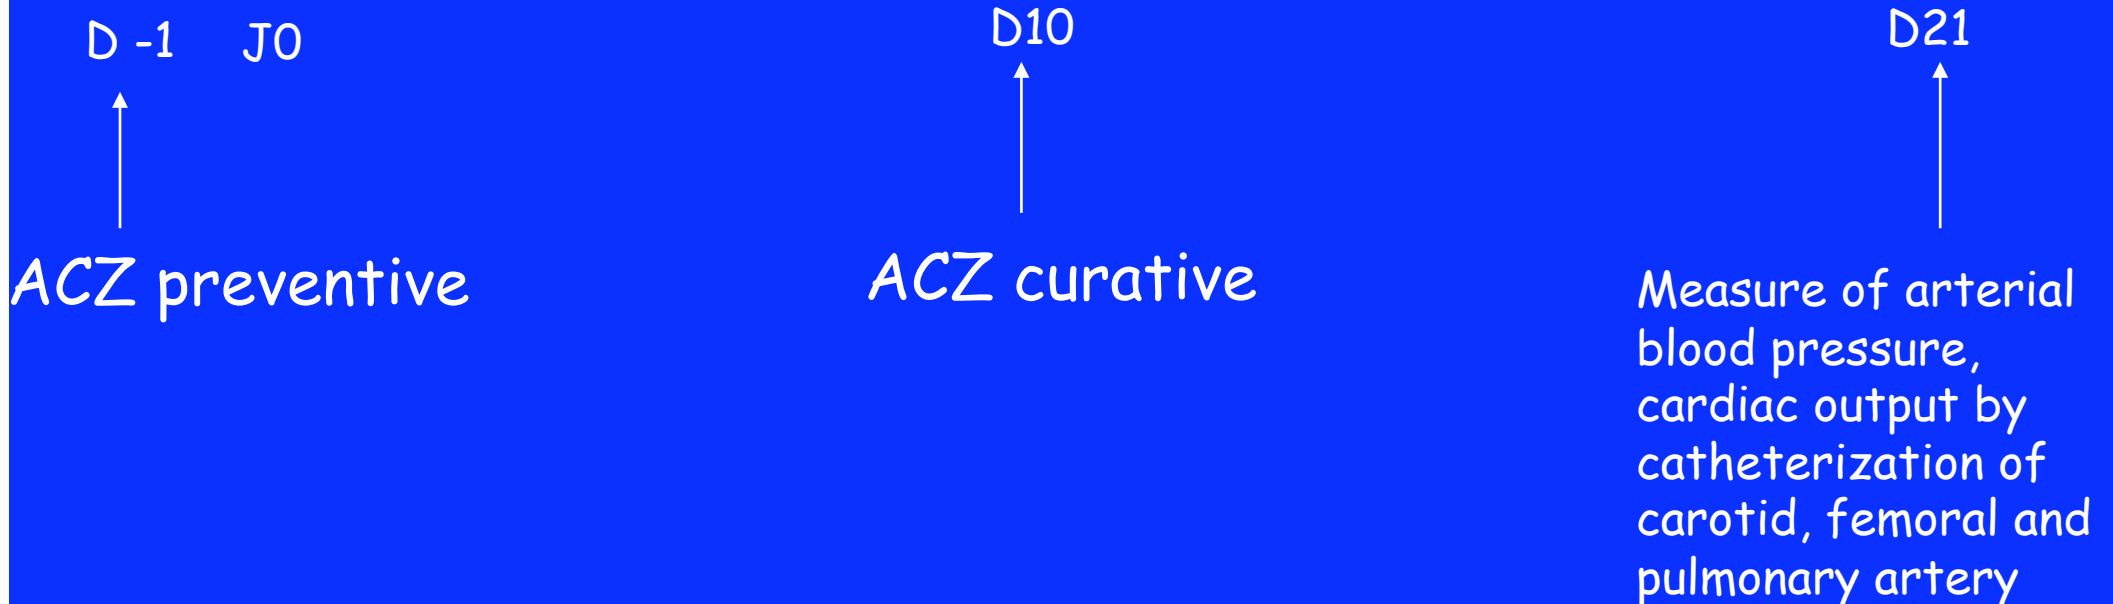 D -1 J0 D10 D21
ACZ preventive
ACZ curative
Measure of arterial
blood pressure,
cardiac output by
catheterization of
carotid, femoral and
pulmonary artery